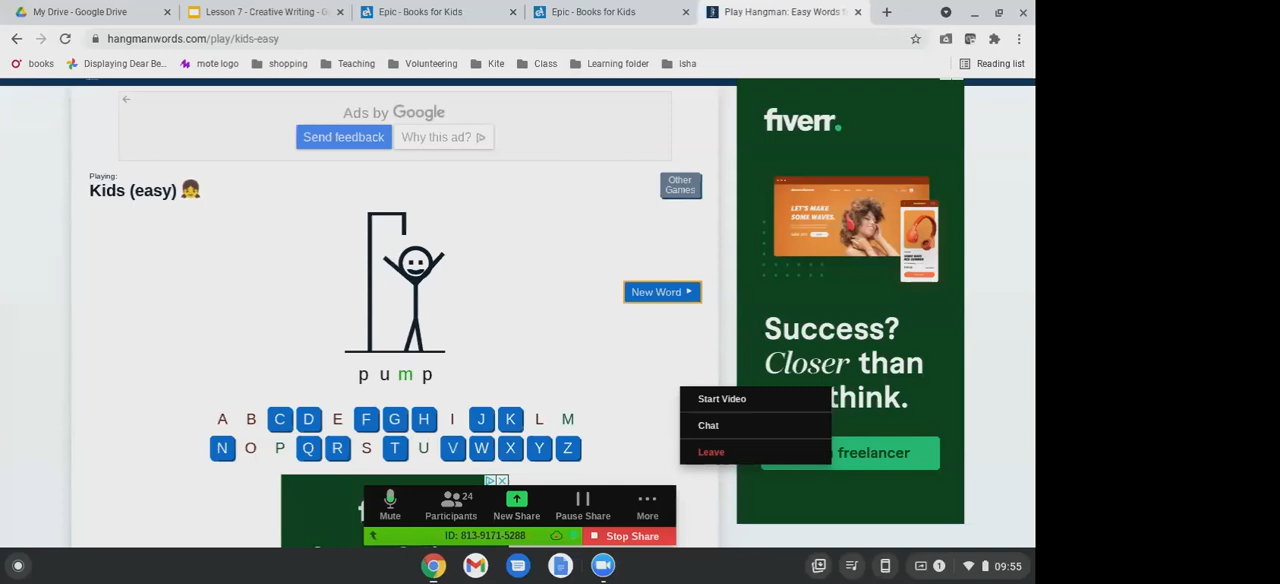 My Drive - Google Drive
Lesson 7 - Creative Writing - G
Epic - Books for Kids
Epic - Books for Kids
Play Hangman: Easy Words f
hangmanwords.com/play/kids-easy
books
Displaying Dear Be...
mote logo
shopping
Teaching
Volunteering
Kite
Class
Learning folder
Isha
Reading list
Ads by Google
Send feedback
Why this ad?
fiverr.
LET'S MAKE
SOME WAVES.
Playing:
Kids (easy)
Other
Games
New Word
p u m p
Success?
Closer than
think.
freelancer
A B C D E F G H I J K L M
N O P Q R S T U V W X Y Z
Start Video
Chat
Leave
24
Mute
Participants
New Share
Pause Share
More
ID: 813-9171-5288
Stop Share
1
09:55